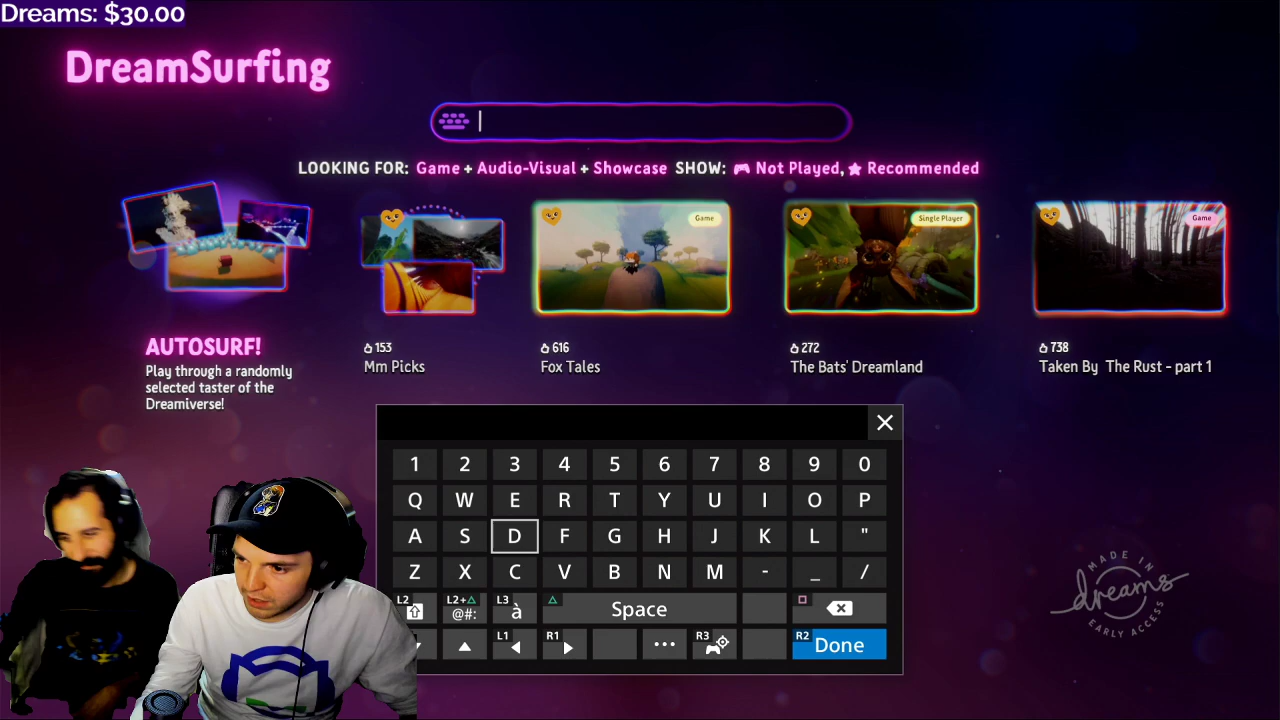 Dreams: $30.00
DreamSurfing
LOOKING FOR: Game + Audio-Visual + Showcase SHOW: Not Played, Recommended
Game
Single Player
Game
153
Mm Picks
616
Fox Tales
272
The Bats' Dreamland
738
Taken By The Rust - part 1
AUTOSURF!
Play through a randomly
selected taster of the
Dreamiverse!
1 2 3 4 5 6 7 8 9 0
Q W E R T Y U I O P
A S D F G H J K L "
Z X C V B N M - _ /
L2 L2+△ @#: L3 à △ Space
L1 R1 ... R3 R2 Done
MADE IN
dreams
EARLY ACCESS